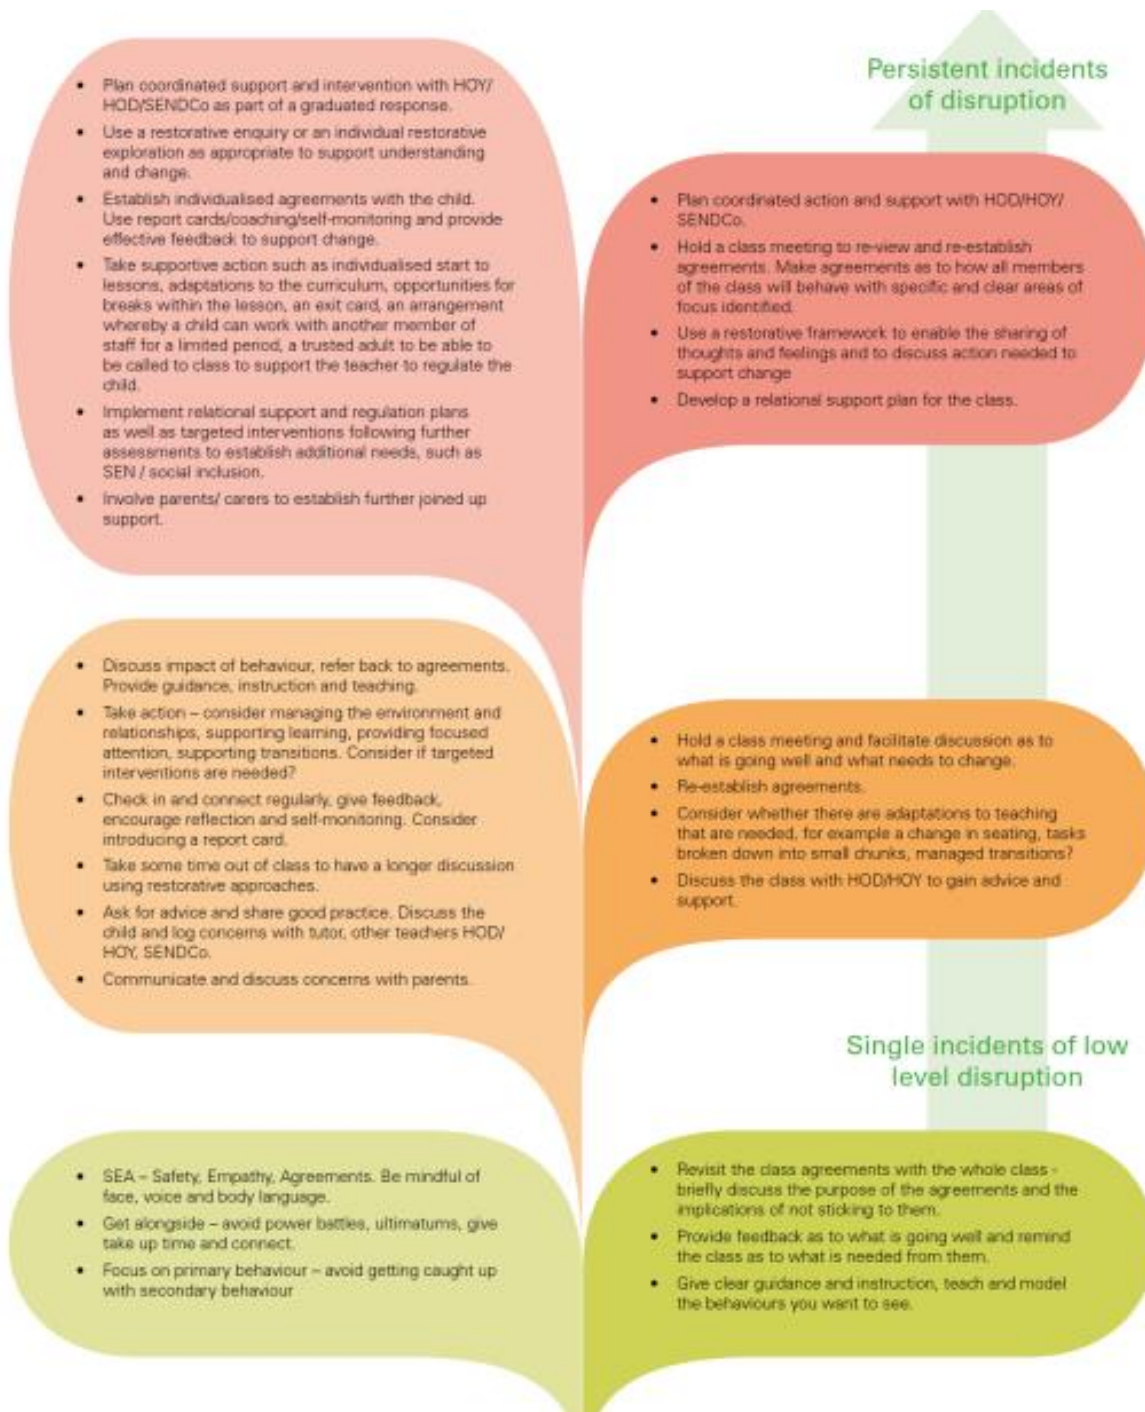 • Plan coordinated support and intervention with HOY/
HOD/SENDCo as part of a graduated response.
• Use a restorative enquiry or an individual restorative
exploration as appropriate to support understanding
and change.
• Establish individualised agreements with the child.
Use report cards/coaching/self-monitoring and provide
effective feedback to support change.
• Take supportive action such as individualised start to
lessons, adaptations to the curriculum, opportunities for
breaks within the lesson, an exit card, an arrangement
whereby a child can work with another member of
staff for a limited period, a trusted adult to be able to
be called to class to support the teacher to regulate the
child.
• Implement relational support and regulation plans
as well as targeted interventions following further
assessments to establish additional needs, such as
SEN / social inclusion.
• Involve parents/ carers to establish further joined up
support.
Persistent incidents
of disruption
• Plan coordinated action and support with HOD/HOY/
SENDCo.
• Hold a class meeting to re-view and re-establish
agreements. Make agreements as to how all members
of the class will behave with specific and clear areas of
focus identified.
• Use a restorative framework to enable the sharing of
thoughts and feelings and to discuss action needed to
support change
• Develop a relational support plan for the class.
• Discuss impact of behaviour, refer back to agreements.
Provide guidance, instruction and teaching.
• Take action – consider managing the environment and
relationships, supporting learning, providing focused
attention, supporting transitions. Consider if targeted
interventions are needed?
• Check in and connect regularly, give feedback,
encourage reflection and self-monitoring. Consider
introducing a report card.
• Take some time out of class to have a longer discussion
using restorative approaches.
• Ask for advice and share good practice. Discuss the
child and log concerns with tutor, other teachers HOD/
HOY, SENDCo.
• Communicate and discuss concerns with parents.
• Hold a class meeting and facilitate discussion as to
what is going well and what needs to change.
• Re-establish agreements.
• Consider whether there are adaptations to teaching
that are needed, for example a change in seating, tasks
broken down into small chunks, managed transitions?
• Discuss the class with HOD/HOY to gain advice and
support.
Single incidents of low
level disruption
• SEA – Safety, Empathy, Agreements. Be mindful of
face, voice and body language.
• Get alongside – avoid power battles, ultimatums, give
take up time and connect.
• Focus on primary behaviour – avoid getting caught up
with secondary behaviour
• Revisit the class agreements with the whole class -
briefly discuss the purpose of the agreements and the
implications of not sticking to them.
• Provide feedback as to what is going well and remind
the class as to what is needed from them.
• Give clear guidance and instruction, teach and model
the behaviours you want to see.